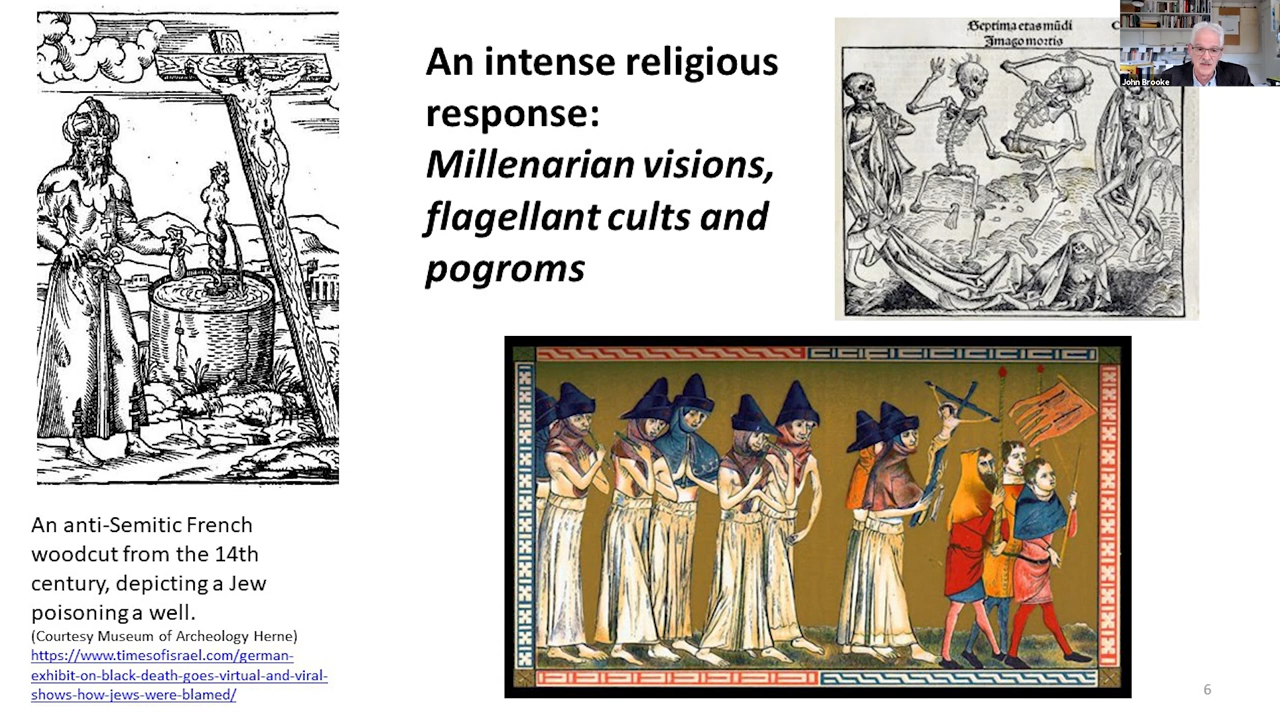 An intense religious
response:
Millenarian visions,
flagellant cults and
pogroms
Septima etas mūdi
Imago mortis
John Brooke
An anti-Semitic French
woodcut from the 14th
century, depicting a Jew
poisoning a well.
(Courtesy Museum of Archeology Herne)
https://www.timesofisrael.com/german-
exhibit-on-black-death-goes-virtual-and-viral-
shows-how-jews-were-blamed/
6